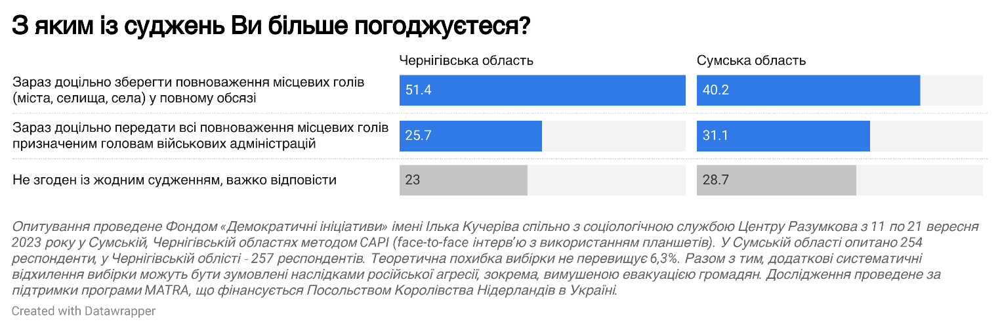 З яким із суджень Ви більше погоджуєтеся?
Чернігівська область
Сумська область
Зараз доцільно зберегти повноваження місцевих голів
(міста, селища, села) у повному обсязі
51.4
40.2
Зараз доцільно передати всі повноваження місцевих голів
призначеним головам військових адміністрацій
25.7
31.1
Не згоден із жодним судженням, важко відповісти
23
28.7
Опитування проведене Фондом «Демократичні ініціативи» імені Ілька Кучеріва спільно з соціологічною службою Центру Разумкова з 11 по 21 вересня
2023 року у Сумській, Чернігівській областях методом CAPI (face-to-face інтерв’ю з використанням планшетів). У Сумській області опитано 254
респонденти, у Чернігівській облісті - 257 респондентів. Теоретична похибка вибірки не перевищує 6,3%. Разом з тим, додаткові систематичні
відхилення вибірки можуть бути зумовлені наслідками російської агресії, зокрема, вимушеною евакуацією громадян. Дослідження проведене за
підтримки програми MATRA, що фінансується Посольством Королівства Нідерландів в Україні.
Created with Datawrapper